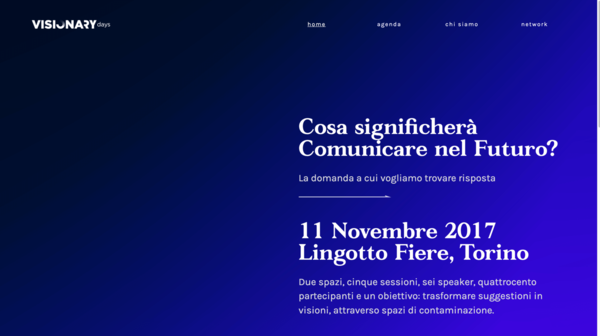 VISIONARY days
home agenda chi siamo network
Cosa significherà
Comunicare nel Futuro?
La domanda a cui vogliamo trovare risposta
11 Novembre 2017
Lingotto Fiere, Torino
Due spazi, cinque sessioni, sei speaker, quattrocento
partecipanti e un obiettivo: trasformare suggestioni in
visioni, attraverso spazi di contaminazione.